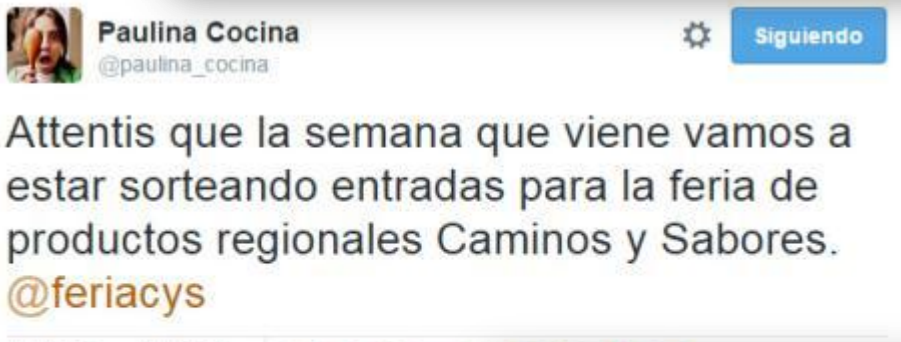 Paulina Cocina
@paulina_cocina
Siguiendo
Attentis que la semana que viene vamos a
estar sorteando entradas para la feria de
productos regionales Caminos y Sabores.
@feriacys